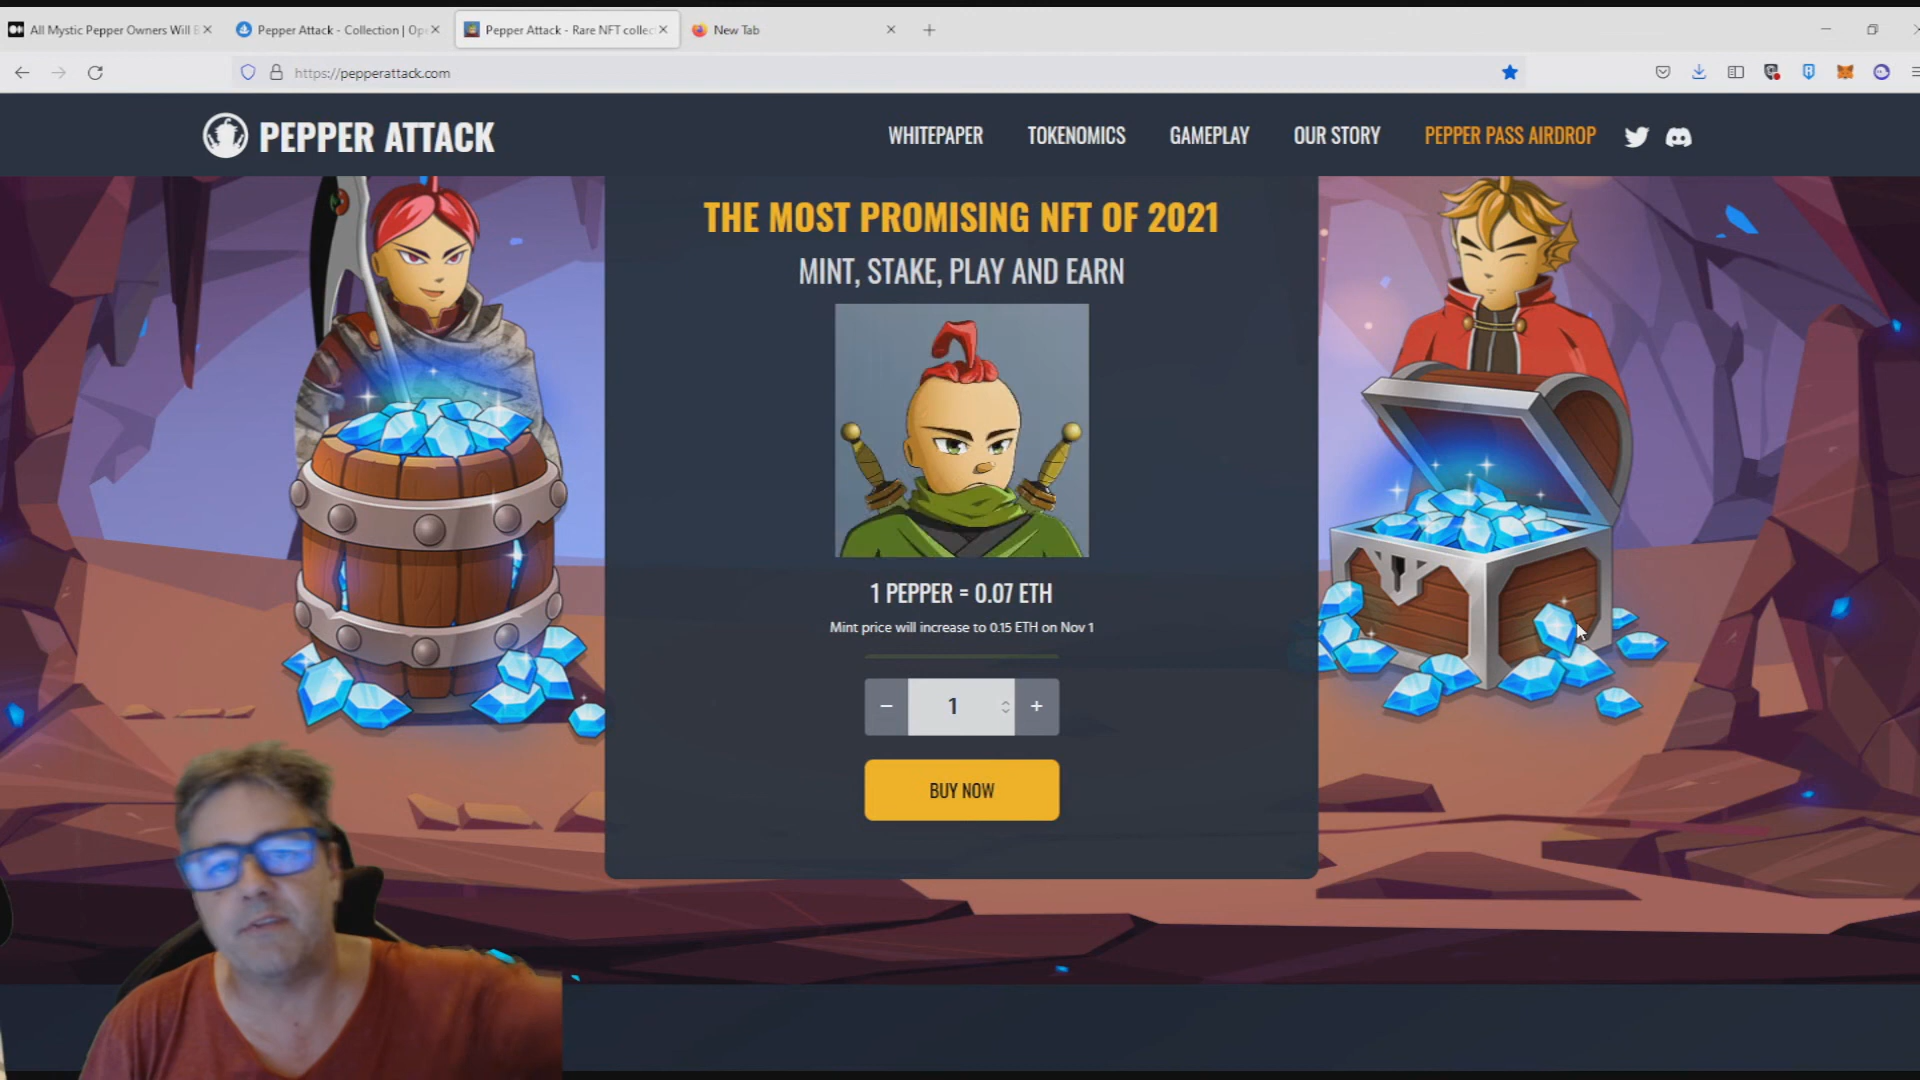 All Mystic Pepper Owners Will
Pepper Attack - Collection | Ope
Pepper Attack - Rare NFT collec
New Tab
https://pepperattack.com
PEPPER ATTACK
WHITEPAPER
TOKENOMICS
GAMEPLAY
OUR STORY
PEPPER PASS AIRDROP
THE MOST PROMISING NFT OF 2021
MINT, STAKE, PLAY AND EARN
1 PEPPER = 0.07 ETH
Mint price will increase to 0.15 ETH on Nov 1
− 1 +
BUY NOW